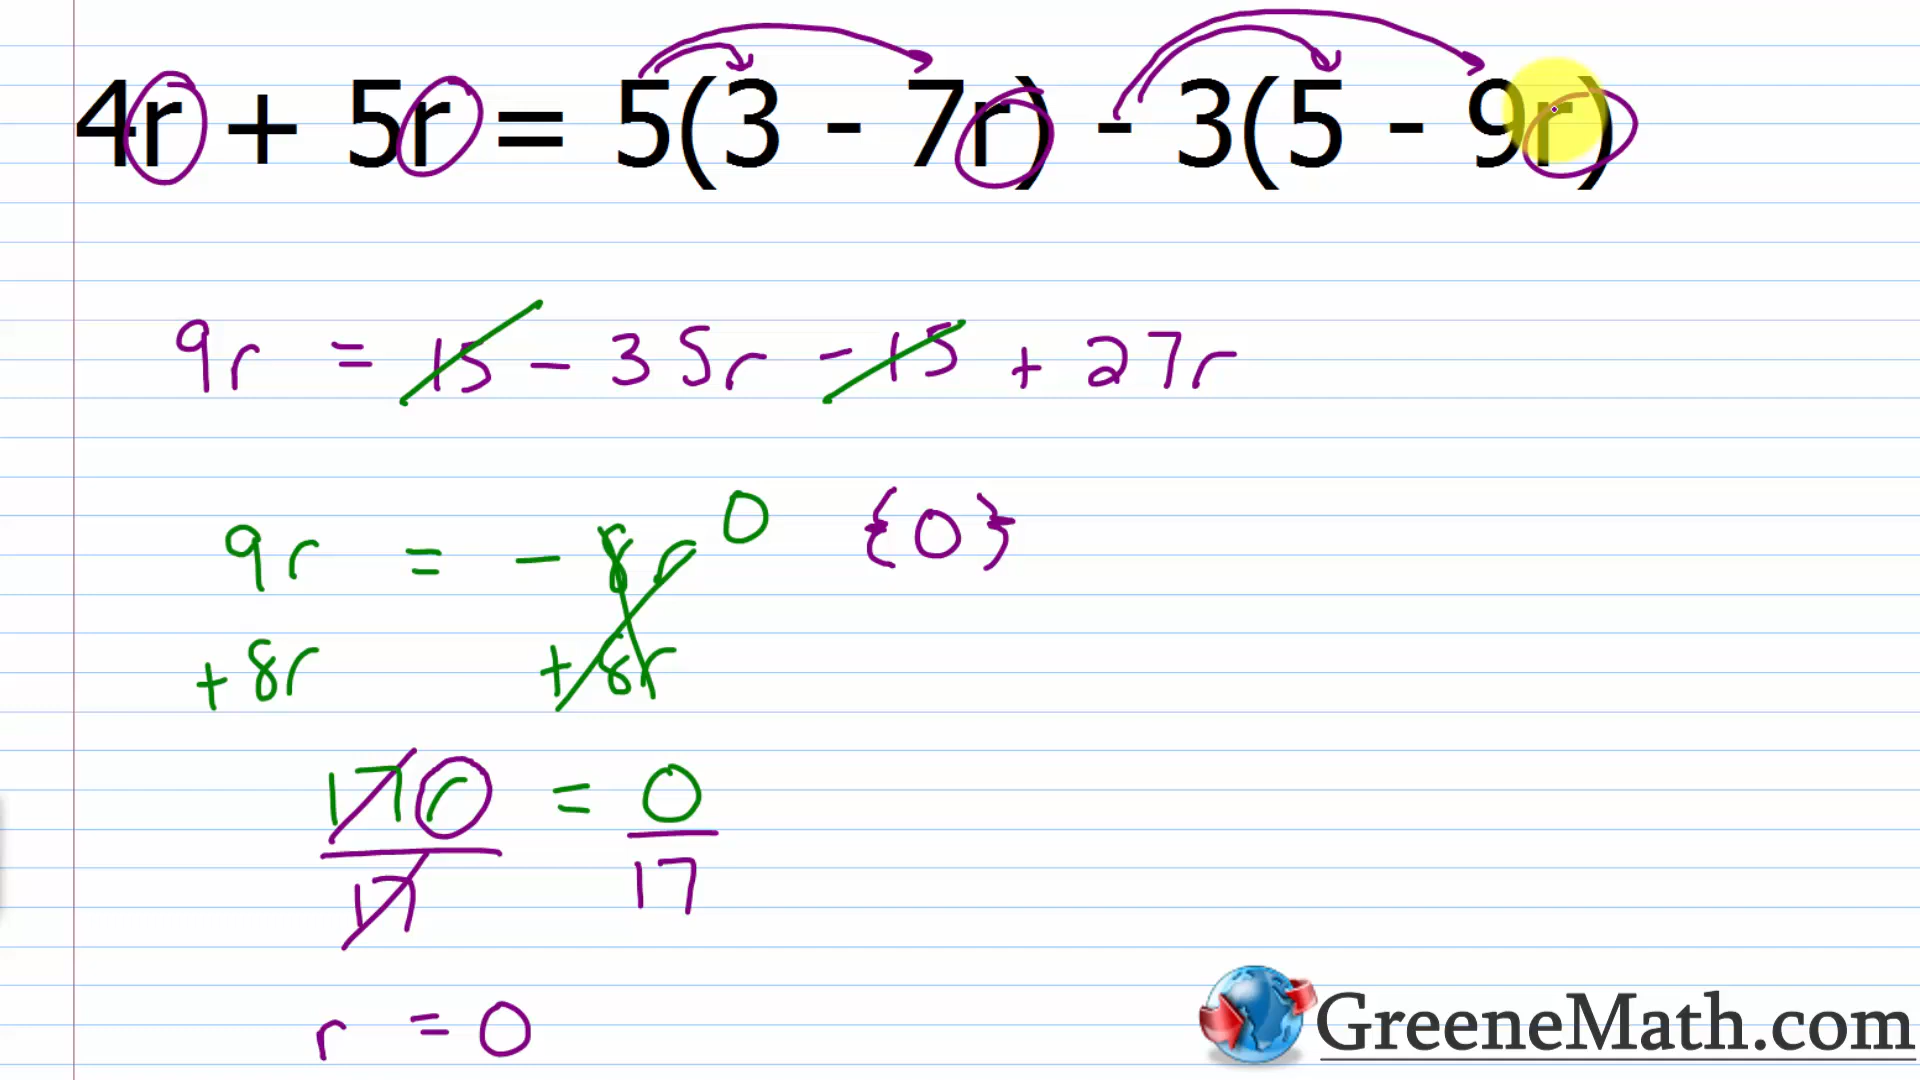 4r + 5r = 5(3 - 7r) - 3(5 - 9r)
9r = 15 - 35r - 15 + 27r
9r = - 8r 0 {0}
+8r +8r
17r = 0
17 17
r = 0
GreeneMath.com